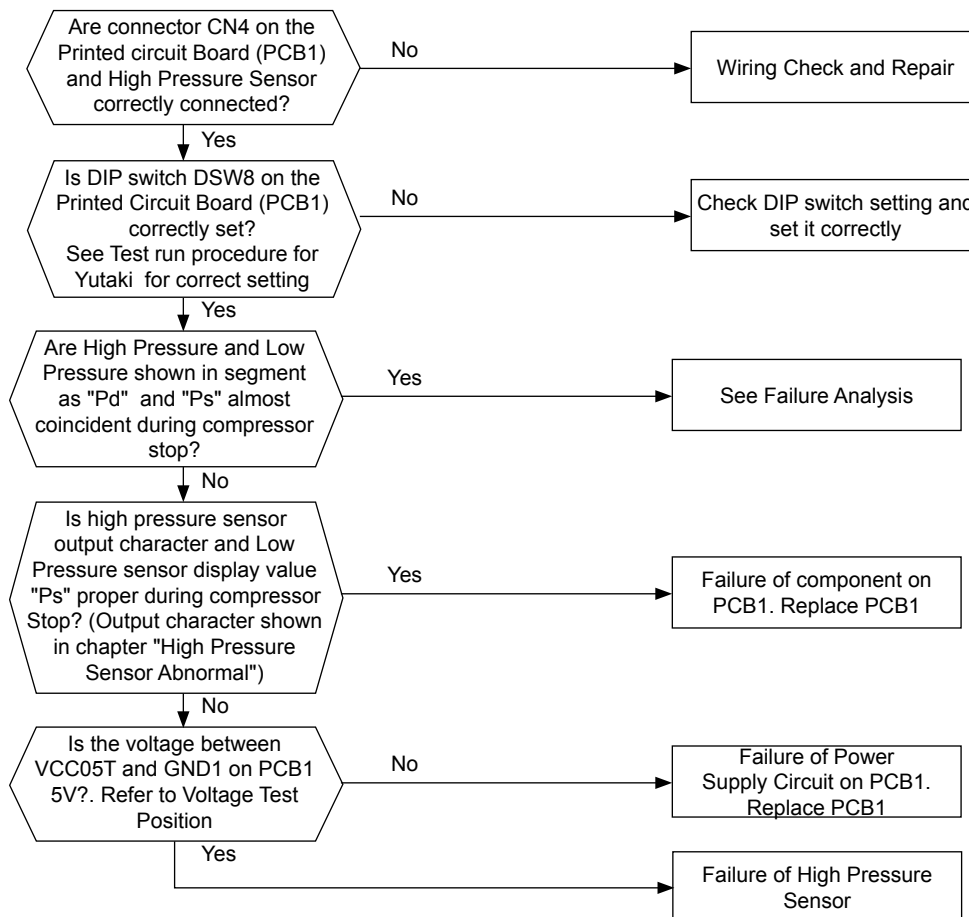 Are connector CN4 on the
Printed circuit Board (PCB1)
and High Pressure Sensor
correctly connected?
No
Wiring Check and Repair
Yes
Is DIP switch DSW8 on the
Printed Circuit Board (PCB1)
correctly set?
See Test run procedure for
Yutaki for correct setting
No
Check DIP switch setting and
set it correctly
Yes
Are High Pressure and Low
Pressure shown in segment
as "Pd" and "Ps" almost
coincident during compressor
stop?
Yes
See Failure Analysis
No
Is high pressure sensor
output character and Low
Pressure sensor display value
"Ps" proper during compressor
Stop? (Output character shown
in chapter "High Pressure
Sensor Abnormal")
Yes
Failure of component on
PCB1. Replace PCB1
No
Is the voltage between
VCC05T and GND1 on PCB1
5V?. Refer to Voltage Test
Position
No
Failure of Power
Supply Circuit on PCB1.
Replace PCB1
Yes
Failure of High Pressure
Sensor